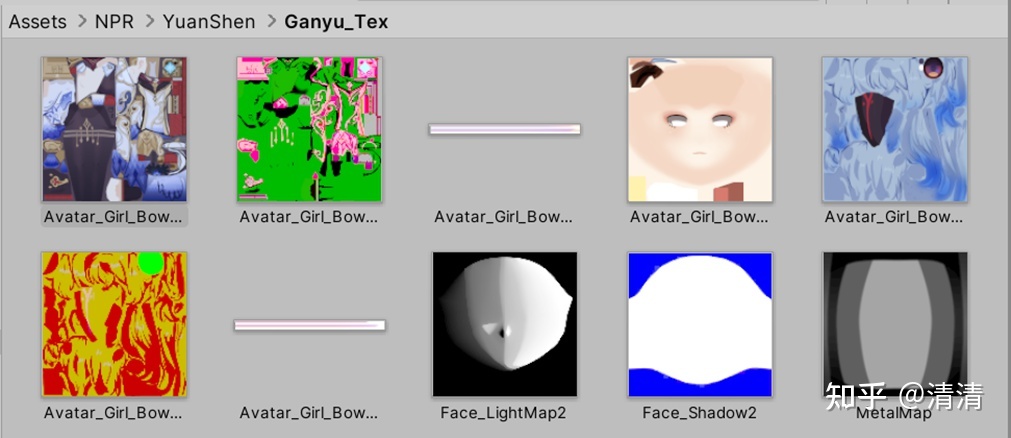 Assets > NPR > YuanShen > Ganyu_Tex
Avatar_Girl_Bow... Avatar_Girl_Bow... Avatar_Girl_Bow... Avatar_Girl_Bow... Avatar_Girl_Bow...
Avatar_Girl_Bow... Avatar_Girl_Bow... Face_LightMap2 Face_Shadow2 MetalMap
知乎 @清清